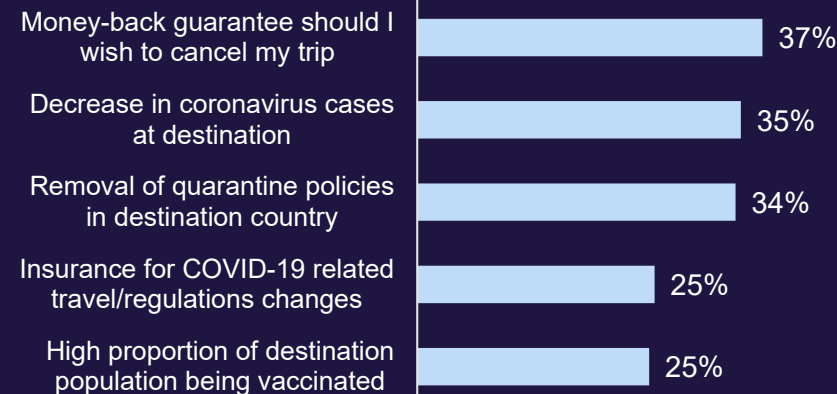 Money-back guarantee should I
wish to cancel my trip
37%
Decrease in coronavirus cases
at destination
35%
Removal of quarantine policies
in destination country
34%
Insurance for COVID-19 related
travel/regulations changes
25%
High proportion of destination
population being vaccinated
25%